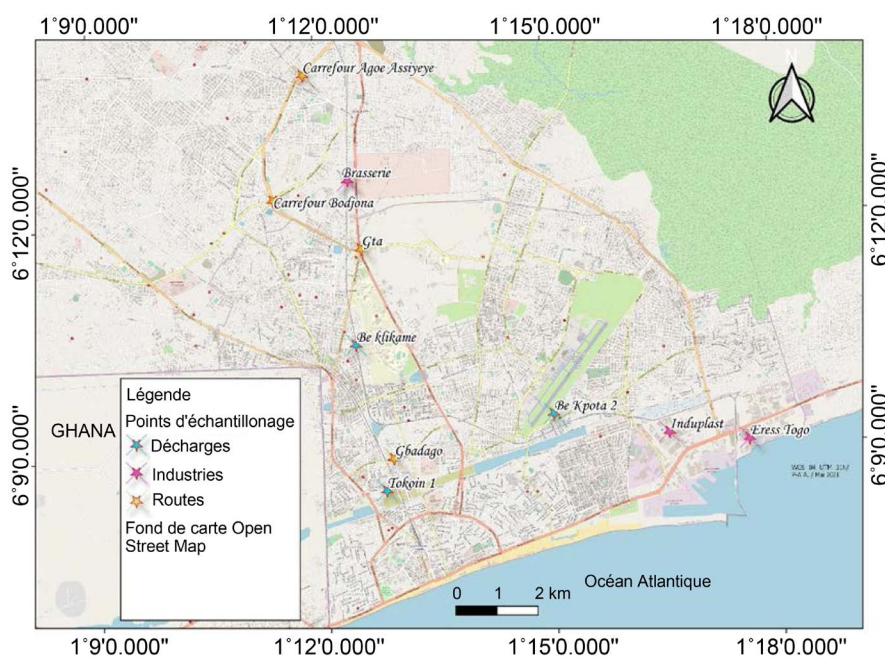 1°9'0.000" 1°12'0.000" 1°15'0.000" 1°18'0.000"
N
Carrefour Agoe Assiyeye
Brasserie
Carrefour Bodjona
6°12'0.000" 6°12'0.000"
Gta
Be klikame
Légende
Points d'échantillonage
Décharges
Industries
Routes
Fond de carte Open
Street Map
GHANA
Be Kpota 2
Induplast
Eress Togo
6°9'0.000" 6°9'0.000"
Gbadago
Tokoin 1
Océan Atlantique
0 1 2 km
1°9'0.000" 1°12'0.000" 1°15'0.000" 1°18'0.000"